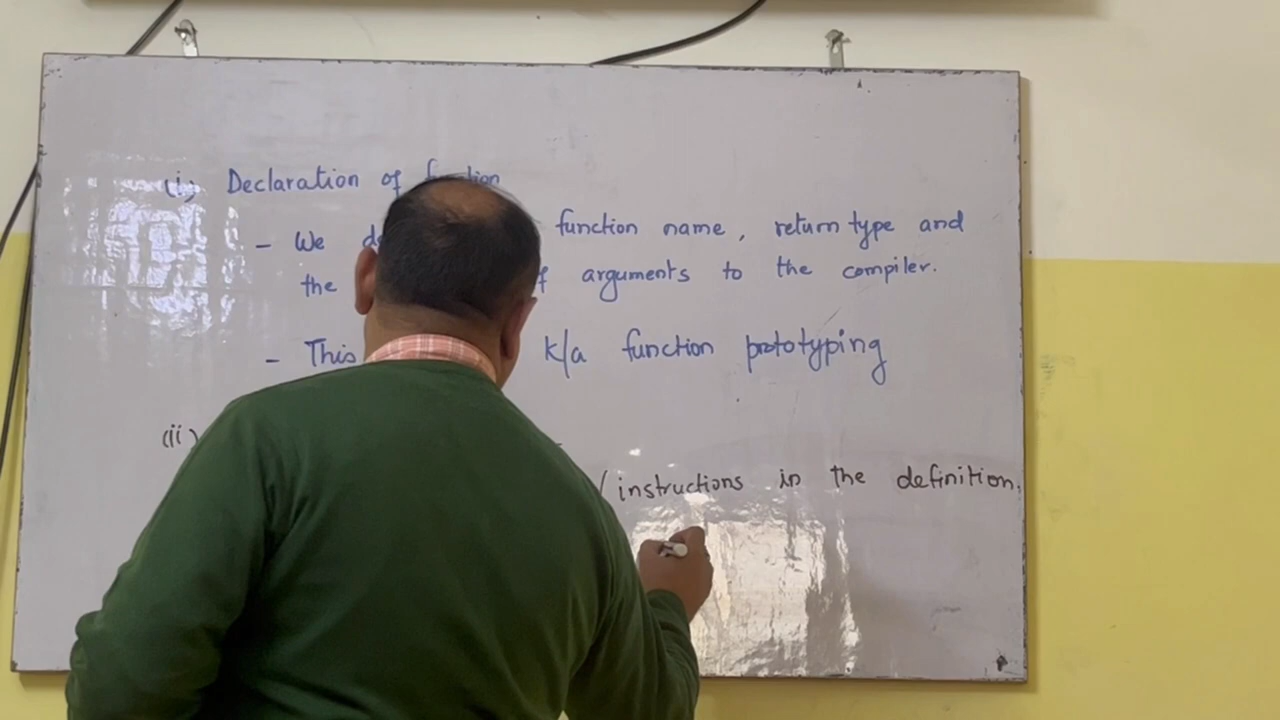 (i) Declaration of function
- We function name, return type and
the of arguments to the compiler.
- This k/a function prototyping
(ii)
/instructions in the definition.